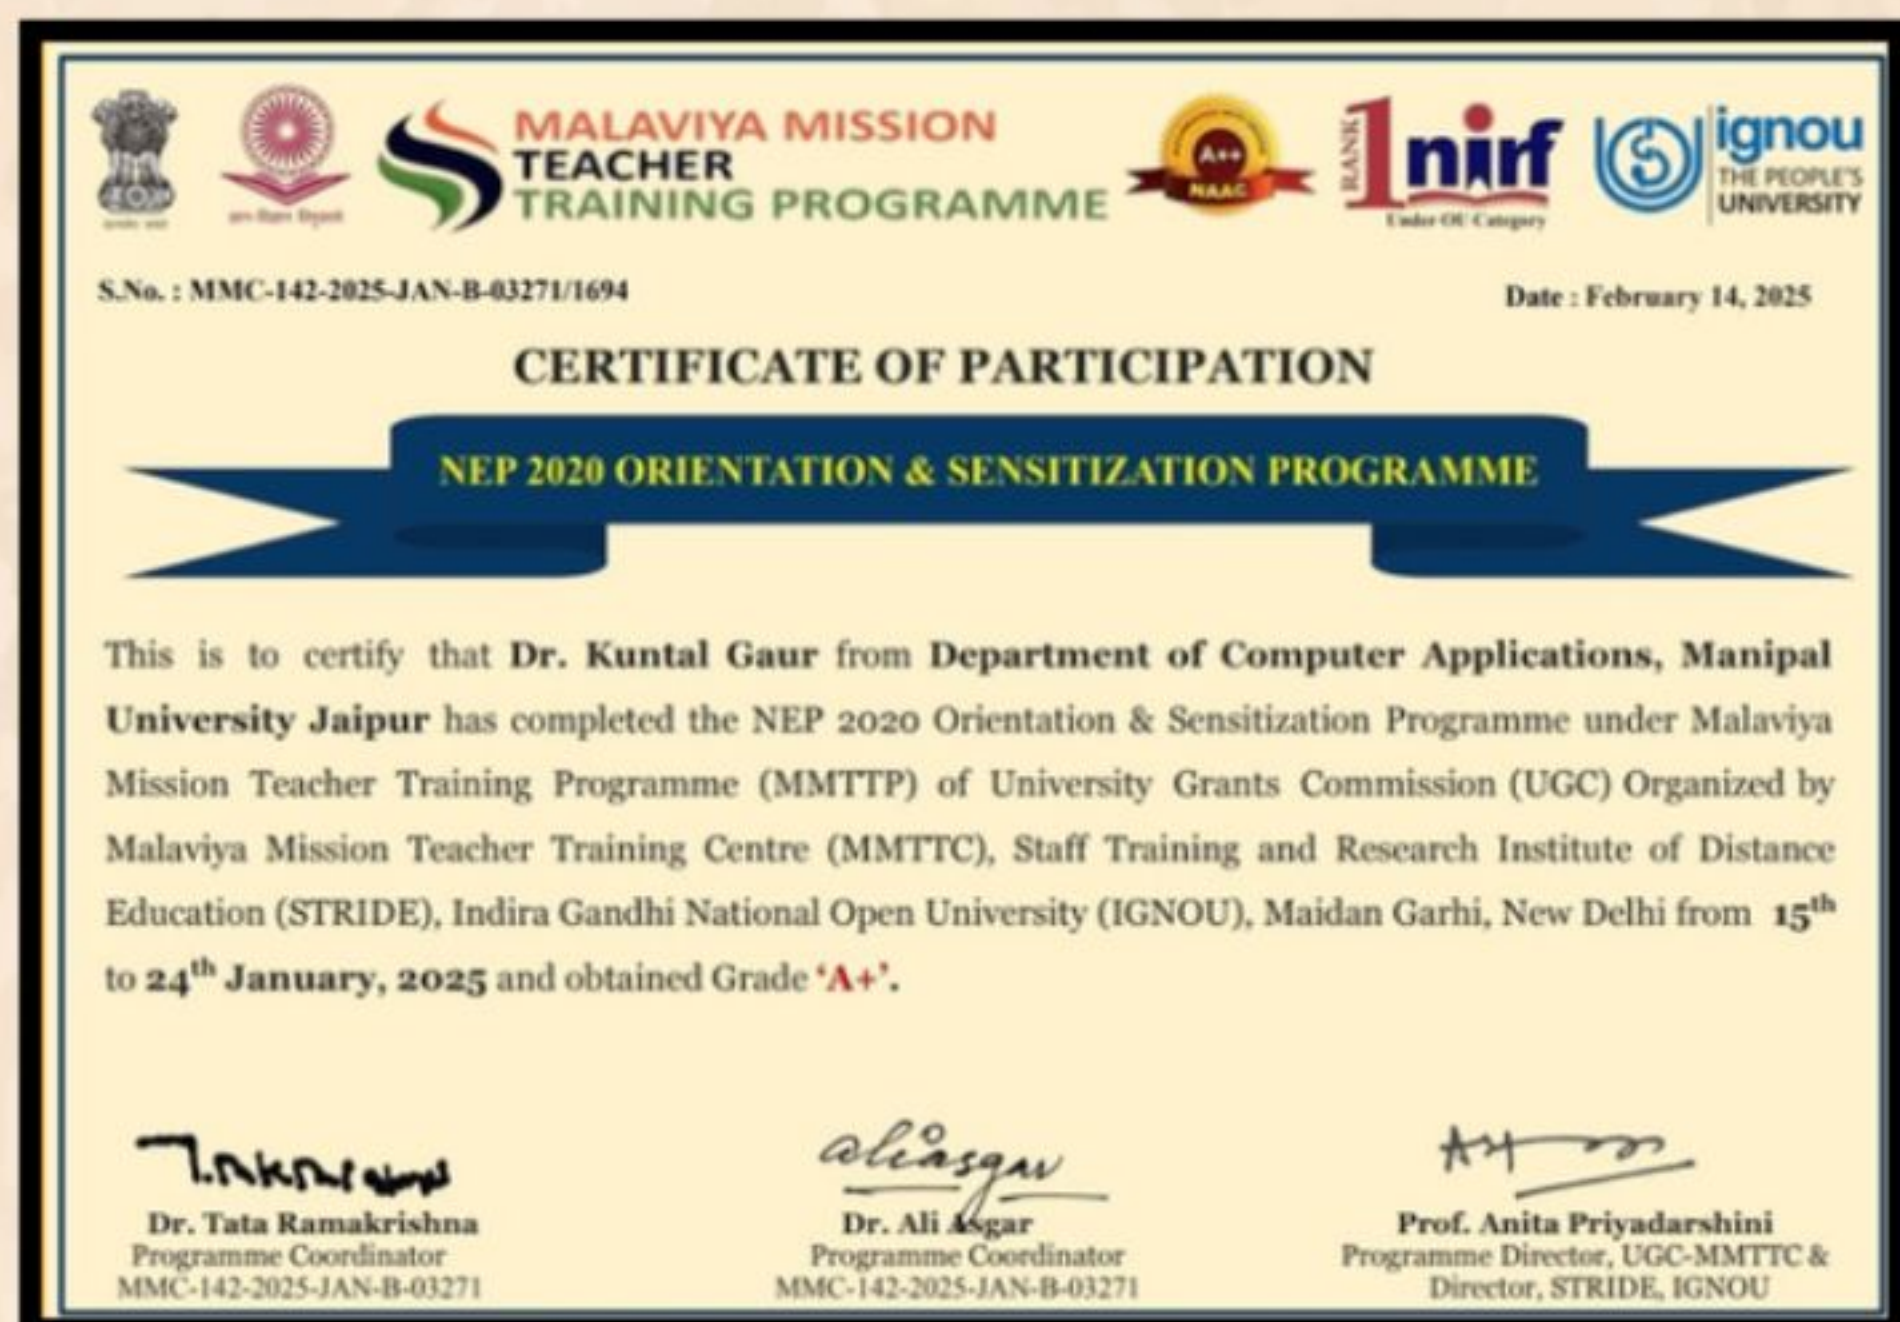 MALAVIYA MISSION
TEACHER
TRAINING PROGRAMME
A++
NAAC
RANK
1 nirf
Under OU Category
ignou
THE PEOPLE'S
UNIVERSITY
S.No. : MMC-142-2025-JAN-B-03271/1694
Date : February 14, 2025
CERTIFICATE OF PARTICIPATION
NEP 2020 ORIENTATION & SENSITIZATION PROGRAMME
This is to certify that Dr. Kuntal Gaur from Department of Computer Applications, Manipal
University Jaipur has completed the NEP 2020 Orientation & Sensitization Programme under Malaviya
Mission Teacher Training Programme (MMTTP) of University Grants Commission (UGC) Organized by
Malaviya Mission Teacher Training Centre (MMTTC), Staff Training and Research Institute of Distance
Education (STRIDE), Indira Gandhi National Open University (IGNOU), Maidan Garhi, New Delhi from 15th
to 24th January, 2025 and obtained Grade ‘A+’.
aliasgar
Dr. Tata Ramakrishna
Programme Coordinator
MMC-142-2025-JAN-B-03271
Dr. Ali Asgar
Programme Coordinator
MMC-142-2025-JAN-B-03271
Prof. Anita Priyadarshini
Programme Director, UGC-MMTTC &
Director, STRIDE, IGNOU